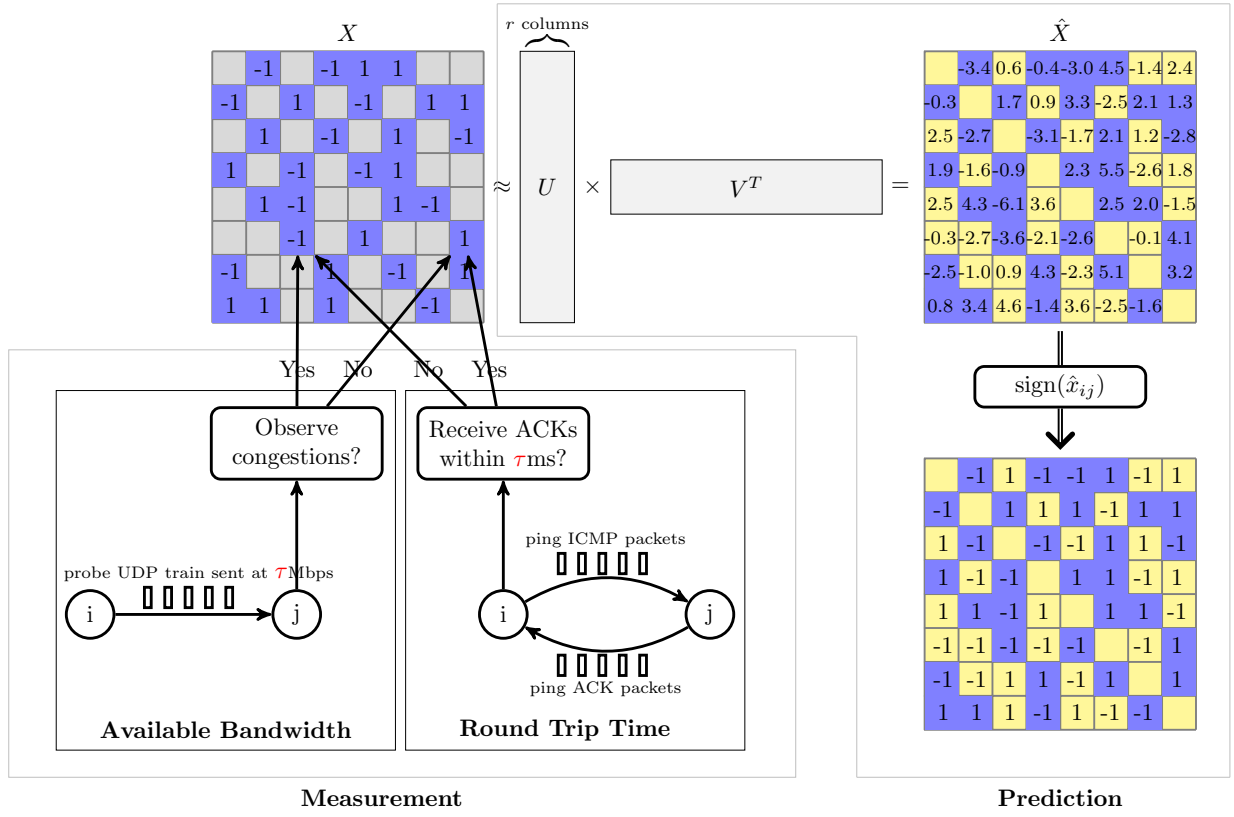 r columns
X
X̂
-1 -1 1 1
-1 1 -1 1 1
1 -1 1 -1
1 -1 -1 1
1 -1 1 -1
-1 1 1
-1 1 -1 1
1 1 1 -1
≈
U
×
V^T
=
-3.4 0.6 -0.4 -3.0 4.5 -1.4 2.4
-0.3 1.7 0.9 3.3 -2.5 2.1 1.3
2.5 -2.7 -3.1 -1.7 2.1 1.2 -2.8
1.9 -1.6 -0.9 2.3 5.5 -2.6 1.8
2.5 4.3 -6.1 3.6 2.5 2.0 -1.5
-0.3 -2.7 -3.6 -2.1 -2.6 -0.1 4.1
-2.5 -1.0 0.9 4.3 -2.3 5.1 3.2
0.8 3.4 4.6 -1.4 3.6 -2.5 -1.6
Yes No No Yes
Observe
congestions?
Receive ACKs
within τms?
probe UDP train sent at τMbps
i
j
ping ICMP packets
i
j
ping ACK packets
Available Bandwidth
Round Trip Time
Measurement
sign(x̂_ij)
-1 1 -1 -1 1 -1 1
-1 1 1 1 -1 1 1
1 -1 -1 -1 1 1 -1
1 -1 -1 1 1 -1 1
1 1 -1 1 1 1 -1
-1 -1 -1 -1 -1 -1 1
-1 -1 1 1 -1 1 1
1 1 1 -1 1 -1 -1
Prediction